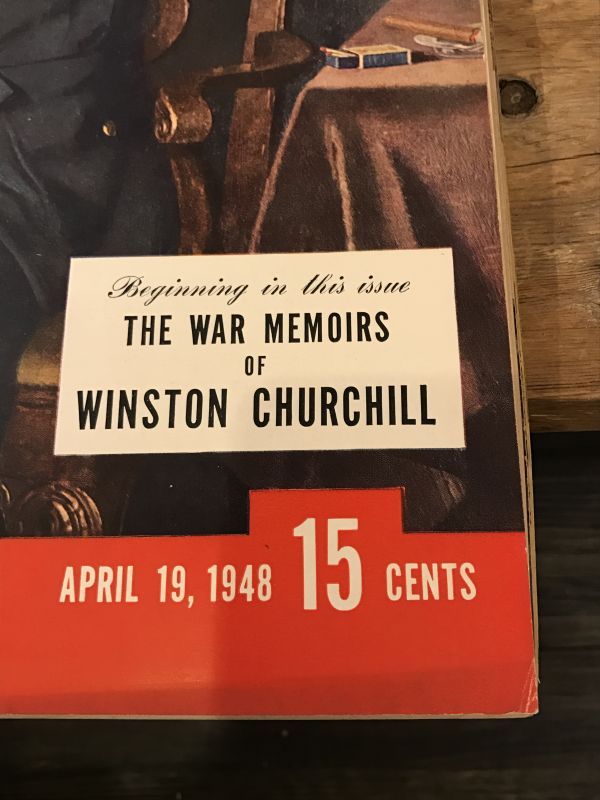 Beginning in this issue
THE WAR MEMOIRS
OF
WINSTON CHURCHILL
APRIL 19, 1948 15 CENTS